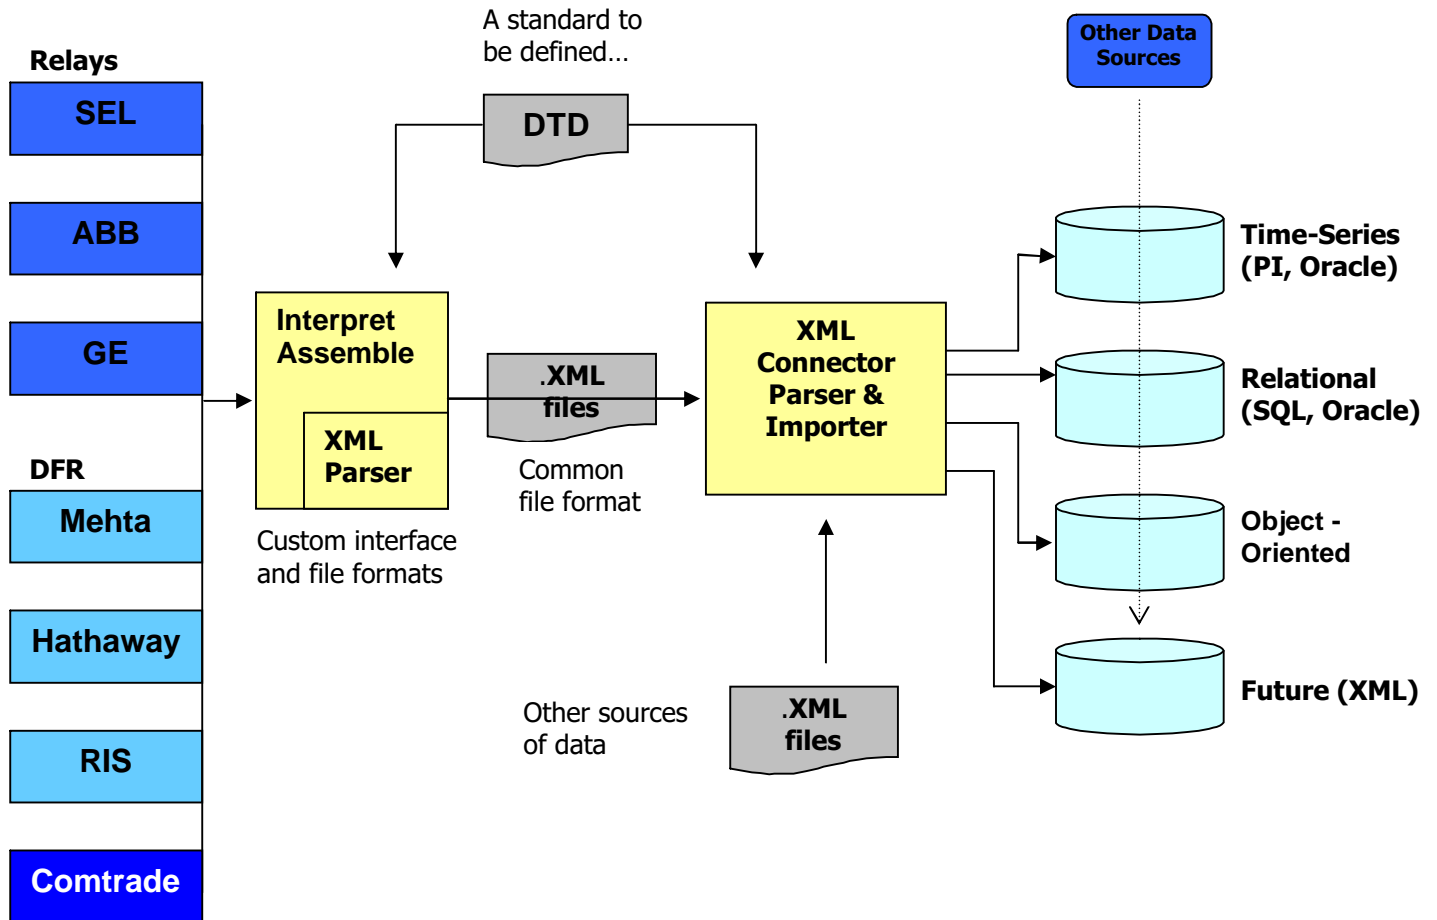 A standard to
be defined...
Other Data
Sources
Relays
SEL
DTD
ABB
Time-Series
(PI, Oracle)
GE
Interpret
Assemble
XML
Parser
.XML
files
Common
file format
XML
Connector
Parser &
Importer
Relational
(SQL, Oracle)
DFR
Mehta
Custom interface
and file formats
Object -
Oriented
Hathaway
Other sources
of data
.XML
files
Future (XML)
RIS
Comtrade